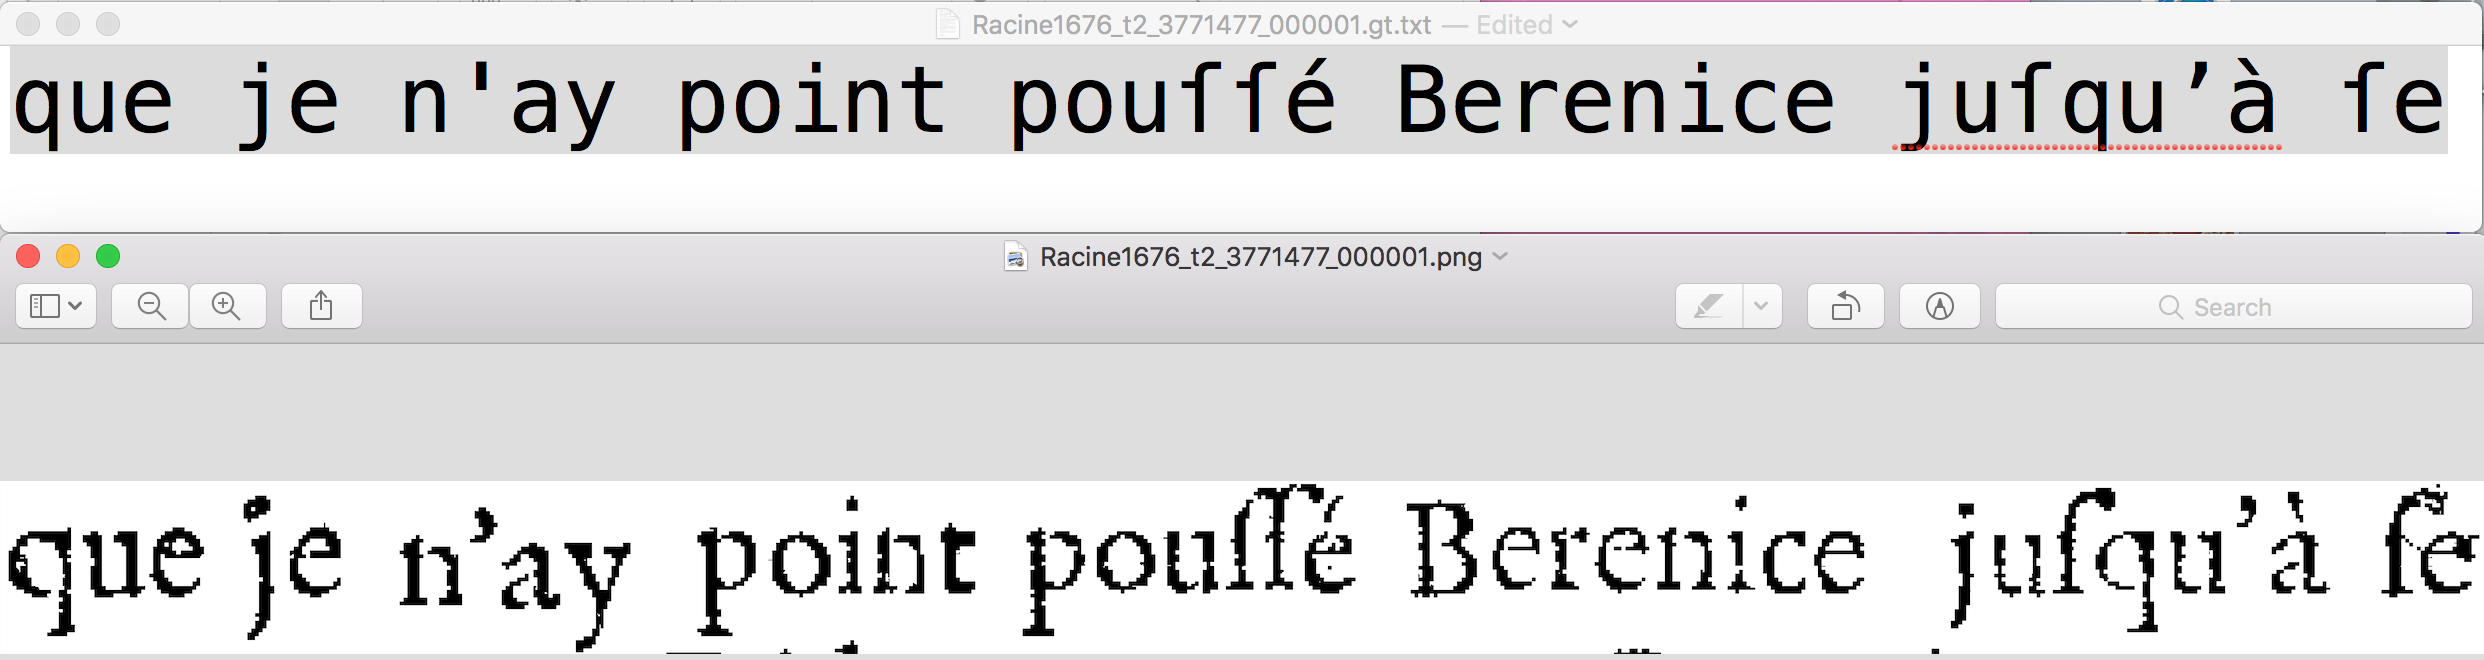 Racine1676_t2_3771477_000001.gt.txt — Edited
que je n'ay point pouſſé Berenice juſqu’à ſe
Racine1676_t2_3771477_000001.png
Search
que je n’ay point pouſſé Berenice juſqu’à ſe